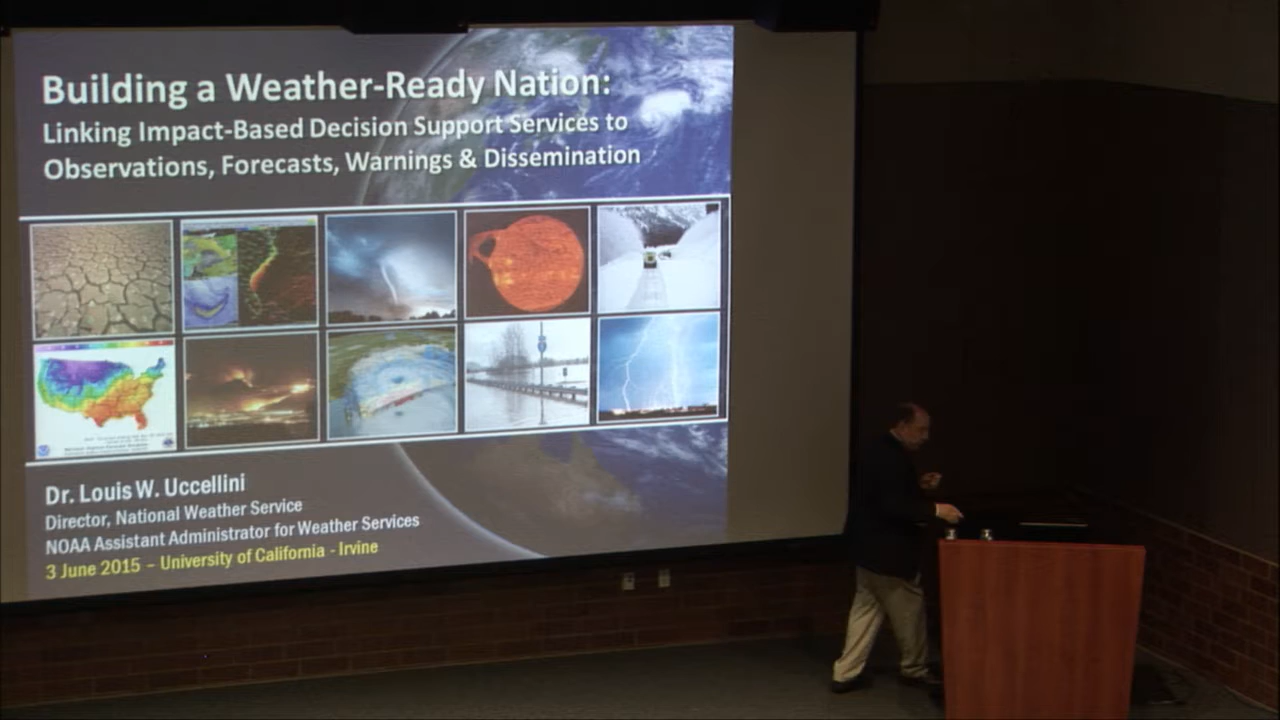 Building a Weather-Ready Nation:
Linking Impact-Based Decision Support Services to
Observations, Forecasts, Warnings & Dissemination
Dr. Louis W. Uccellini
Director, National Weather Service
NOAA Assistant Administrator for Weather Services
3 June 2015 – University of California - Irvine